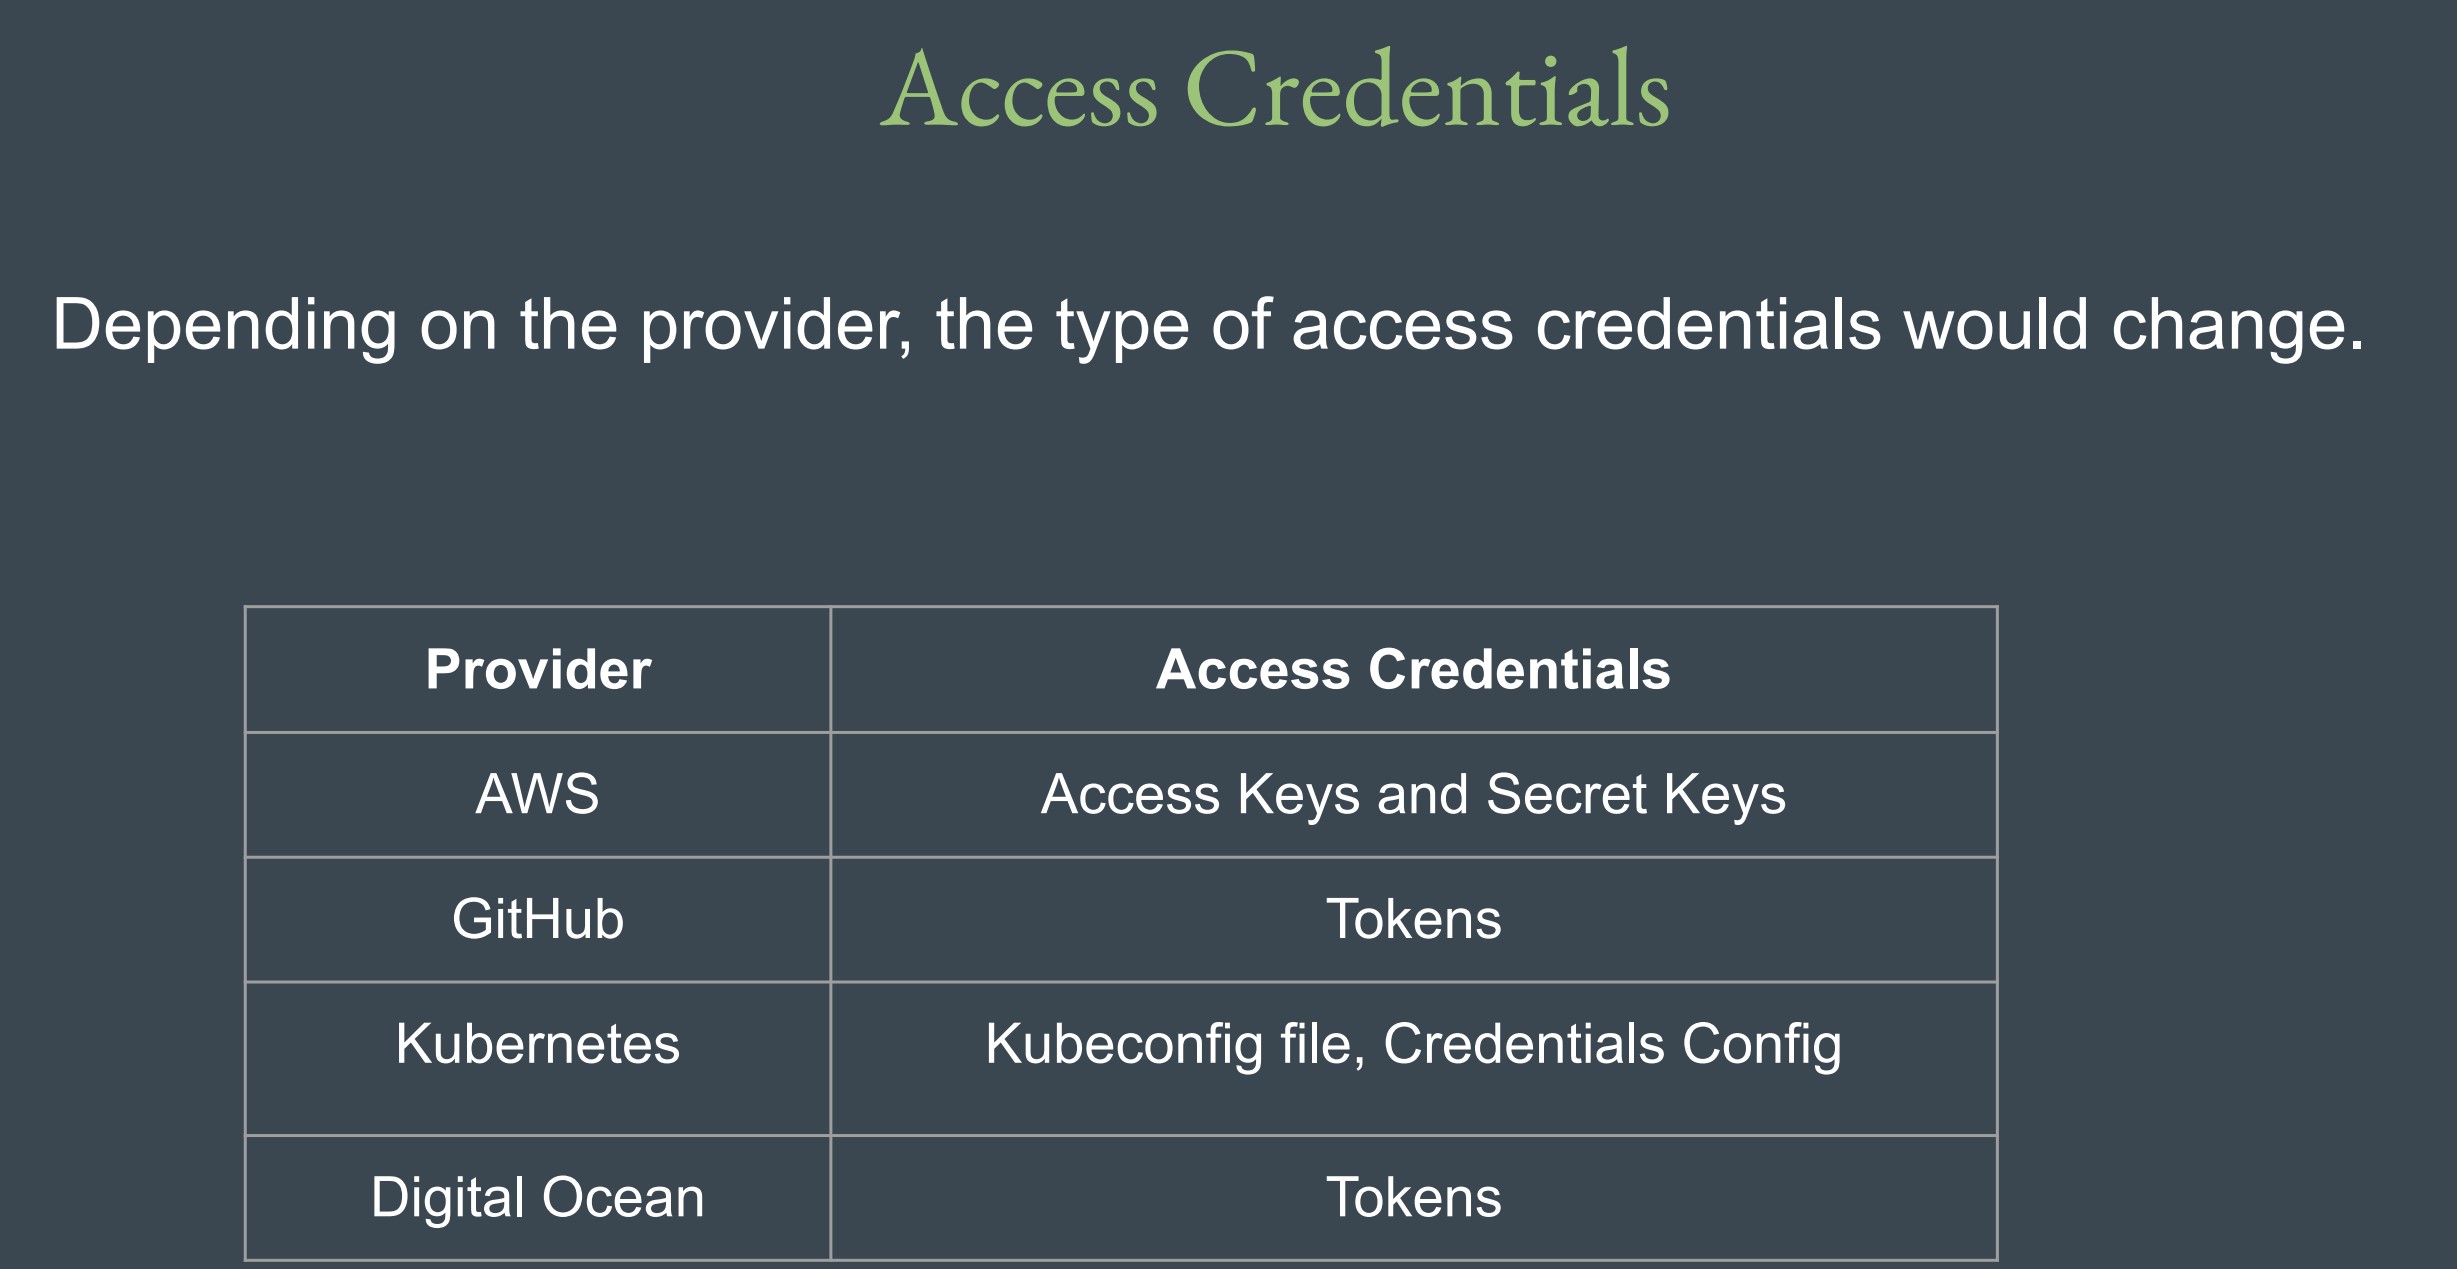 Access Credentials
Depending on the provider, the type of access credentials would change.
Provider Access Credentials
AWS Access Keys and Secret Keys
GitHub Tokens
Kubernetes Kubeconfig file, Credentials Config
Digital Ocean Tokens